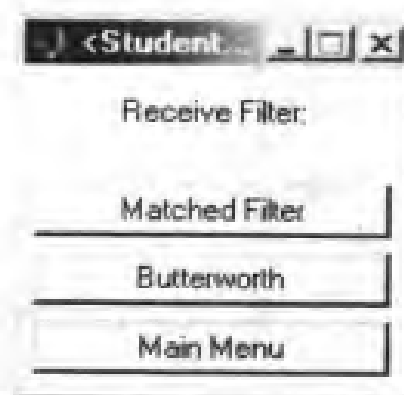 <Student...
Receive Filter:
Matched Filter
Butterworth
Main Menu